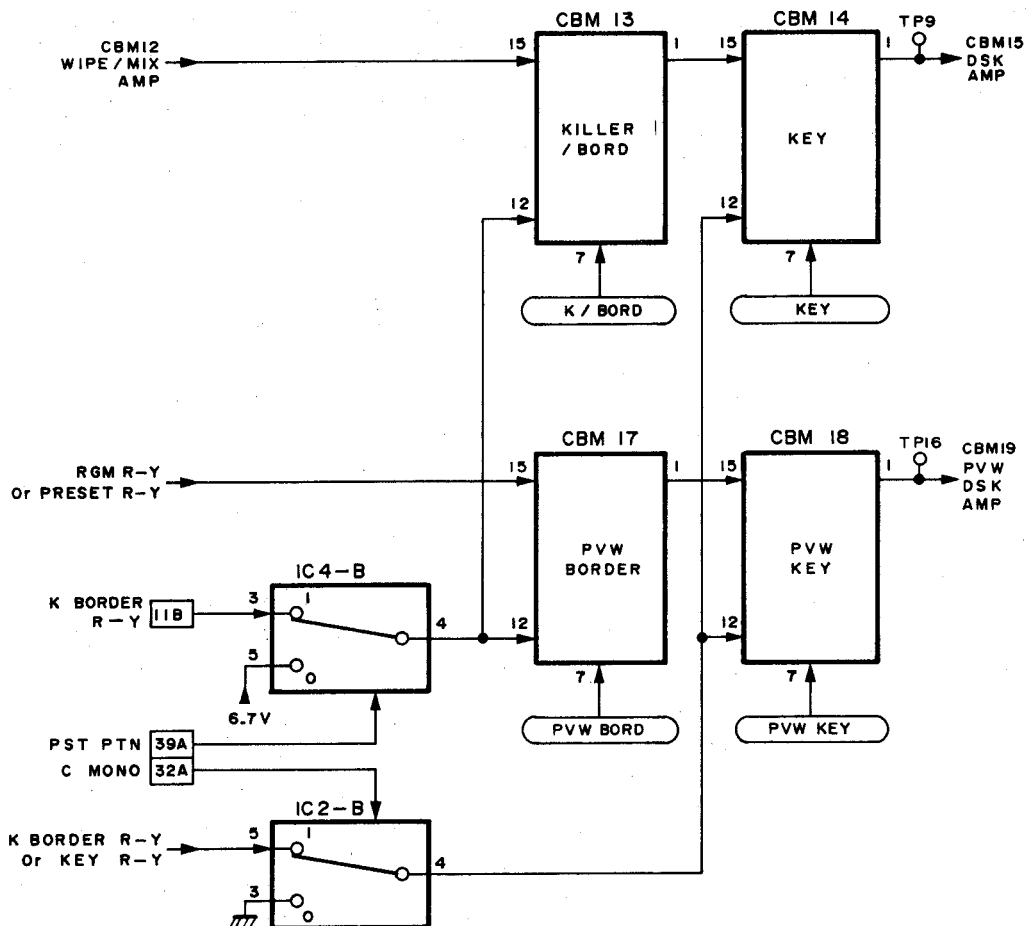 CBM 13
CBM 14
TP9
CBM12
WIPE/MIX
AMP
15
1
15
1
CBM15
DSK
AMP
KILLER
/BORD
KEY
12
12
7
7
K / BORD
KEY
CBM 17
CBM 18
TP16
RGM R-Y
Or PRESET R-Y
15
1
15
1
CBM19
PVW
DSK
AMP
PVW
BORDER
PVW
KEY
IC4-B
K BORDER
R-Y
11B
3
1
4
12
12
5
0
6.7V
7
7
PVW BORD
PVW KEY
PST PTN
39A
C MONO
32A
IC2-B
K BORDER R-Y
Or KEY R-Y
5
1
4
3
0